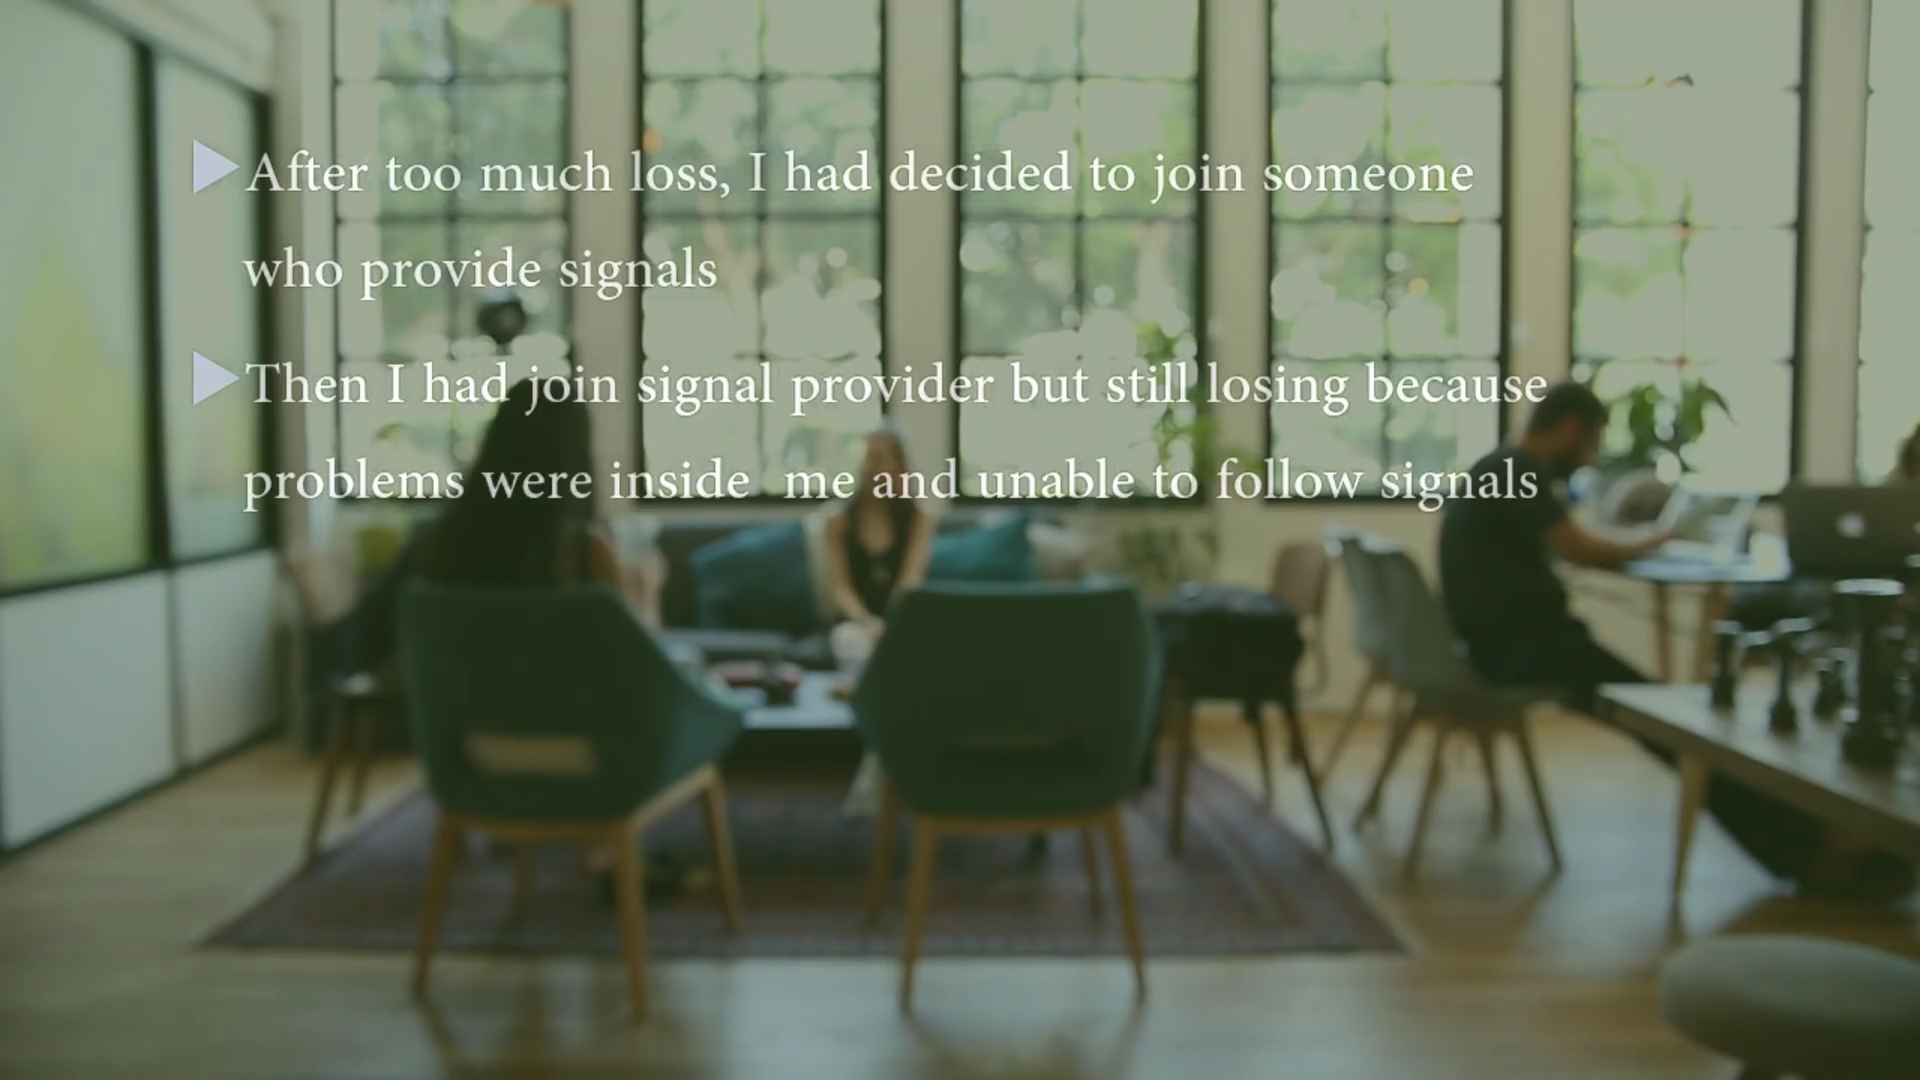 After too much loss, I had decided to join someone
who provide signals
Then I had join signal provider but still losing because
problems were inside  me and unable to follow signals